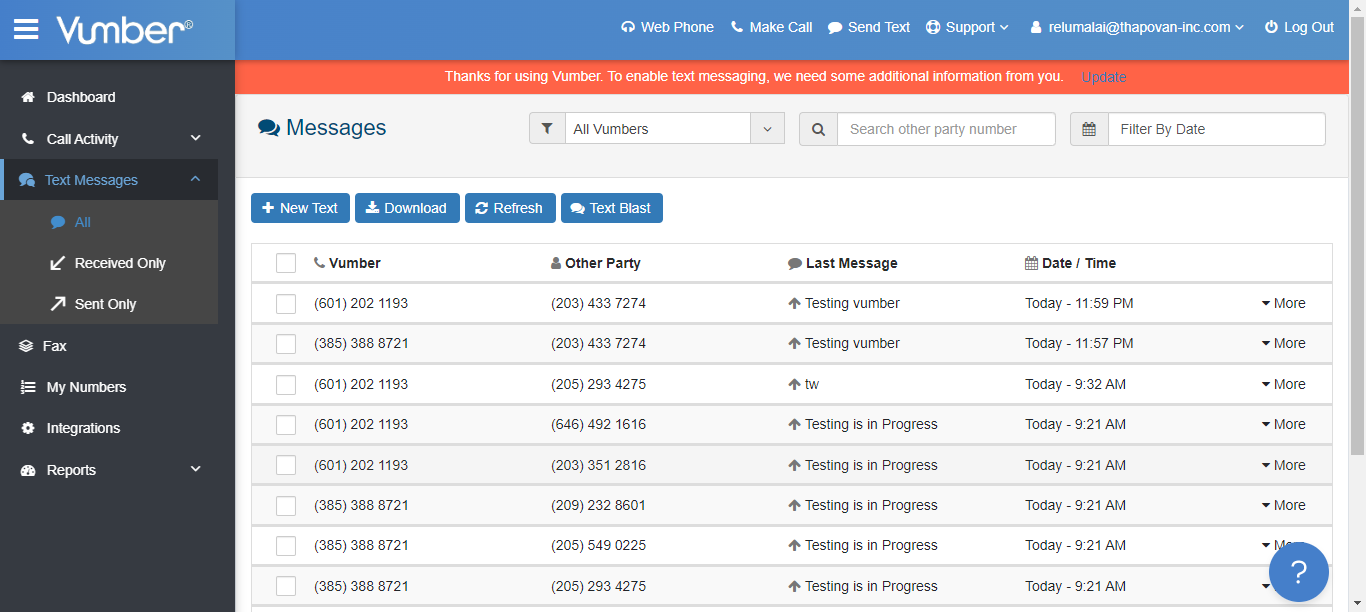 Vumber®
Web Phone Make Call Send Text Support relumalai@thapovan-inc.com Log Out
Thanks for using Vumber. To enable text messaging, we need some additional information from you. Update
Dashboard
Call Activity
Text Messages
All
Received Only
Sent Only
Fax
My Numbers
Integrations
Reports
Messages All Vumbers Search other party number Filter By Date
New Text Download Refresh Text Blast
Vumber Other Party Last Message Date / Time
(601) 202 1193 (203) 433 7274 Testing vumber Today - 11:59 PM More
(385) 388 8721 (203) 433 7274 Testing vumber Today - 11:57 PM More
(601) 202 1193 (205) 293 4275 tw Today - 9:32 AM More
(601) 202 1193 (646) 492 1616 Testing is in Progress Today - 9:21 AM More
(601) 202 1193 (203) 351 2816 Testing is in Progress Today - 9:21 AM More
(385) 388 8721 (209) 232 8601 Testing is in Progress Today - 9:21 AM More
(385) 388 8721 (205) 549 0225 Testing is in Progress Today - 9:21 AM More
(385) 388 8721 (205) 293 4275 Testing is in Progress Today - 9:21 AM
?